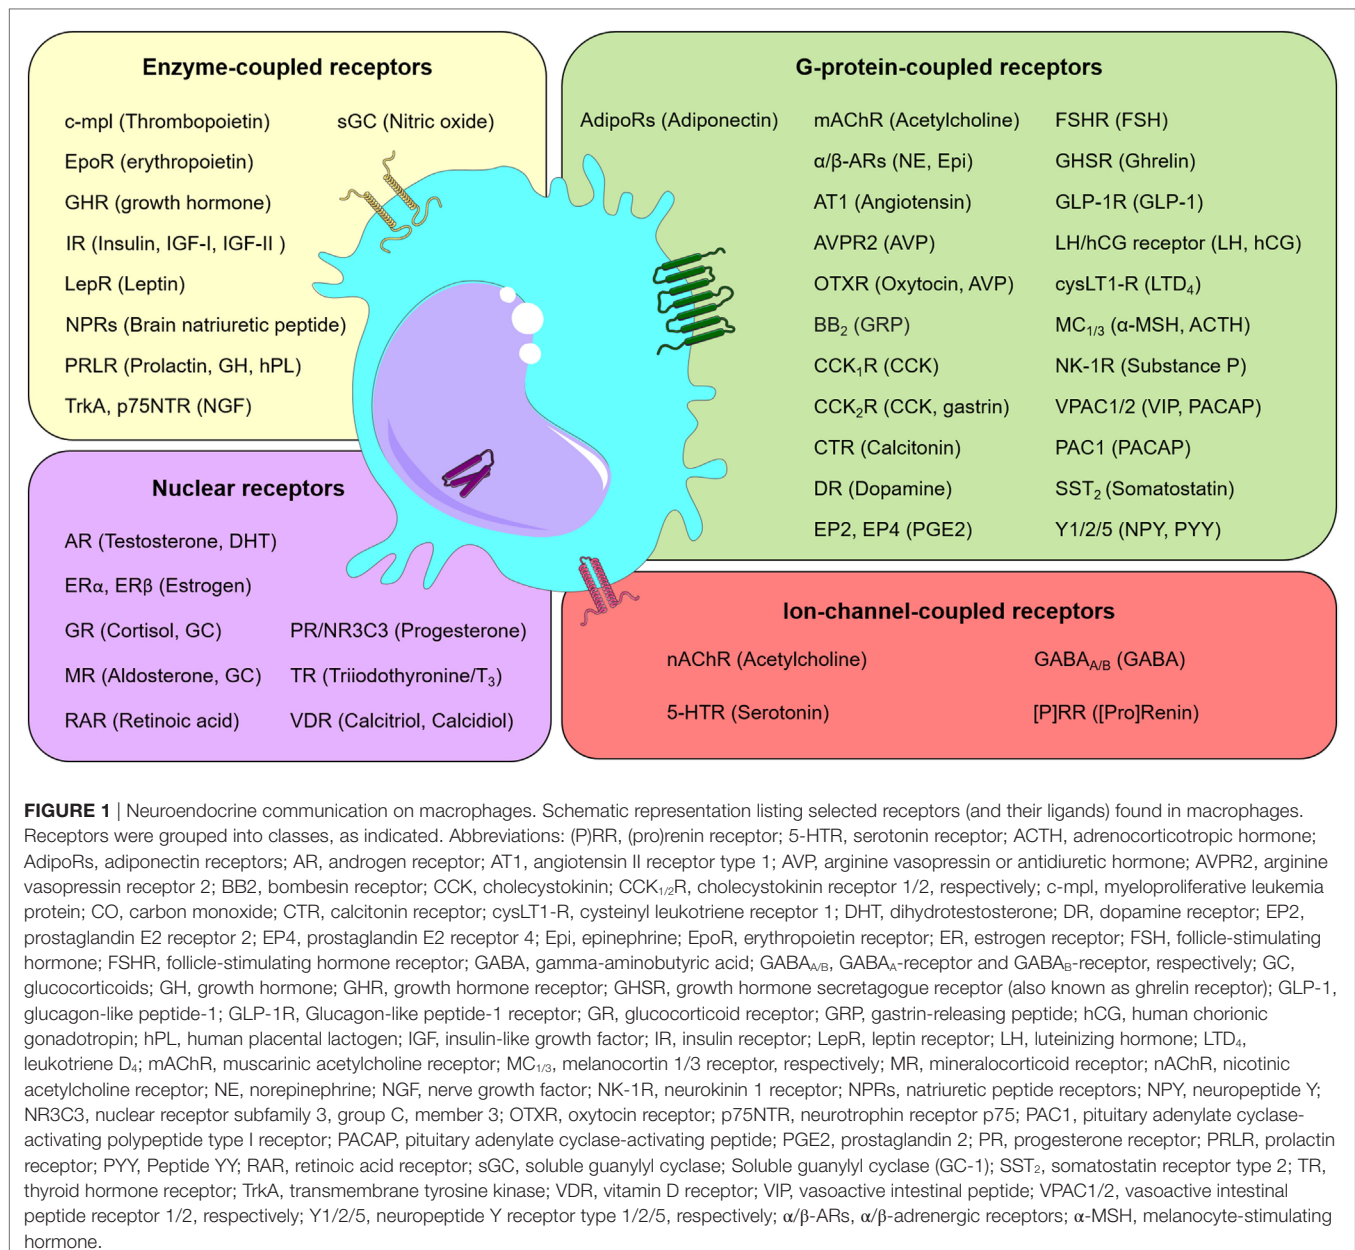 Enzyme-coupled receptors
c-mpl (Thrombopoietin)
sGC (Nitric oxide)
EpoR (erythropoietin)
GHR (growth hormone)
IR (Insulin, IGF-I, IGF-II )
LepR (Leptin)
NPRs (Brain natriuretic peptide)
PRLR (Prolactin, GH, hPL)
TrkA, p75NTR (NGF)
G-protein-coupled receptors
AdipoRs (Adiponectin)
mAChR (Acetylcholine)
α/β-ARs (NE, Epi)
AT1 (Angiotensin)
AVPR2 (AVP)
OTXR (Oxytocin, AVP)
BB2 (GRP)
CCK1R (CCK)
CCK2R (CCK, gastrin)
CTR (Calcitonin)
DR (Dopamine)
EP2, EP4 (PGE2)
FSHR (FSH)
GHSR (Ghrelin)
GLP-1R (GLP-1)
LH/hCG receptor (LH, hCG)
cysLT1-R (LTD4)
MC1/3 (α-MSH, ACTH)
NK-1R (Substance P)
VPAC1/2 (VIP, PACAP)
PAC1 (PACAP)
SST2 (Somatostatin)
Y1/2/5 (NPY, PYY)
Nuclear receptors
AR (Testosterone, DHT)
ERα, ERβ (Estrogen)
GR (Cortisol, GC)
MR (Aldosterone, GC)
RAR (Retinoic acid)
PR/NR3C3 (Progesterone)
TR (Triiodothyronine/T3)
VDR (Calcitriol, Calcidiol)
Ion-channel-coupled receptors
nAChR (Acetylcholine)
GABAA/B (GABA)
5-HTR (Serotonin)
[P]RR ([Pro]Renin)
FIGURE 1 | Neuroendocrine communication on macrophages. Schematic representation listing selected receptors (and their ligands) found in macrophages.
Receptors were grouped into classes, as indicated. Abbreviations: (P)RR, (pro)renin receptor; 5-HTR, serotonin receptor; ACTH, adrenocorticotropic hormone;
AdipoRs, adiponectin receptors; AR, androgen receptor; AT1, angiotensin II receptor type 1; AVP, arginine vasopressin or antidiuretic hormone; AVPR2, arginine
vasopressin receptor 2; BB2, bombesin receptor; CCK, cholecystokinin; CCK1/2R, cholecystokinin receptor 1/2, respectively; c-mpl, myeloproliferative leukemia
protein; CO, carbon monoxide; CTR, calcitonin receptor; cysLT1-R, cysteinyl leukotriene receptor 1; DHT, dihydrotestosterone; DR, dopamine receptor; EP2,
prostaglandin E2 receptor 2; EP4, prostaglandin E2 receptor 4; Epi, epinephrine; EpoR, erythropoietin receptor; ER, estrogen receptor; FSH, follicle-stimulating
hormone; FSHR, follicle-stimulating hormone receptor; GABA, gamma-aminobutyric acid; GABAA/B, GABAA-receptor and GABAB-receptor, respectively; GC,
glucocorticoids; GH, growth hormone; GHR, growth hormone receptor; GHSR, growth hormone secretagogue receptor (also known as ghrelin receptor); GLP-1,
glucagon-like peptide-1; GLP-1R, Glucagon-like peptide-1 receptor; GR, glucocorticoid receptor; GRP, gastrin-releasing peptide; hCG, human chorionic
gonadotropin; hPL, human placental lactogen; IGF, insulin-like growth factor; IR, insulin receptor; LepR, leptin receptor; LH, luteinizing hormone; LTD4,
leukotriene D4; mAChR, muscarinic acetylcholine receptor; MC1/3, melanocortin 1/3 receptor, respectively; MR, mineralocorticoid receptor; nAChR, nicotinic
acetylcholine receptor; NE, norepinephrine; NGF, nerve growth factor; NK-1R, neurokinin 1 receptor; NPRs, natriuretic peptide receptors; NPY, neuropeptide Y;
NR3C3, nuclear receptor subfamily 3, group C, member 3; OTXR, oxytocin receptor; p75NTR, neurotrophin receptor p75; PAC1, pituitary adenylate cyclase-
activating polypeptide type I receptor; PACAP, pituitary adenylate cyclase-activating peptide; PGE2, prostaglandin 2; PR, progesterone receptor; PRLR, prolactin
receptor; PYY, Peptide YY; RAR, retinoic acid receptor; sGC, soluble guanylyl cyclase; Soluble guanylyl cyclase (GC-1); SST2, somatostatin receptor type 2; TR,
thyroid hormone receptor; TrkA, transmembrane tyrosine kinase; VDR, vitamin D receptor; VIP, vasoactive intestinal peptide; VPAC1/2, vasoactive intestinal
peptide receptor 1/2, respectively; Y1/2/5, neuropeptide Y receptor type 1/2/5, respectively; α/β-ARs, α/β-adrenergic receptors; α-MSH, melanocyte-stimulating
hormone.